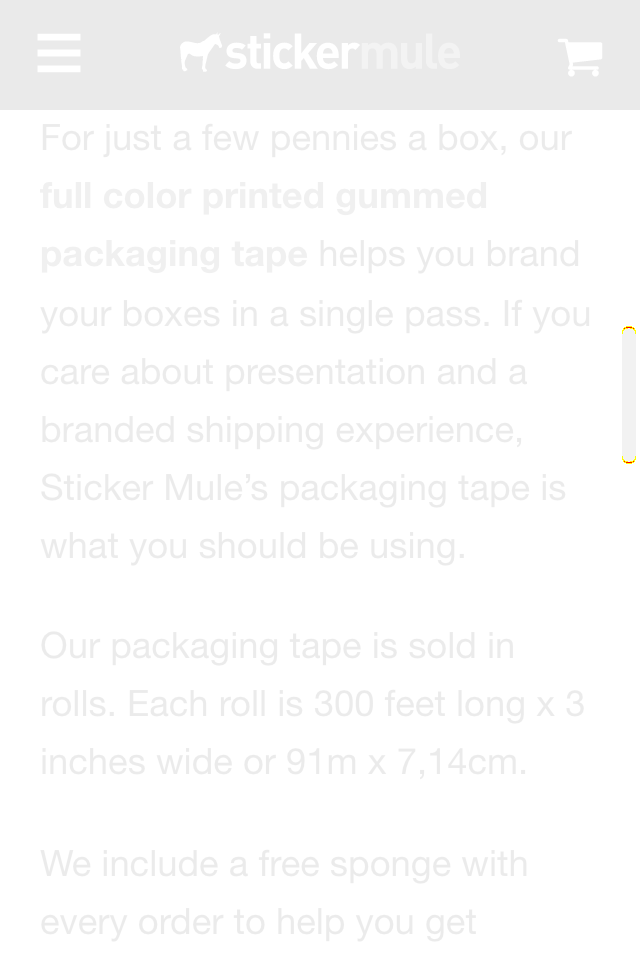 stickermule
For just a few pennies a box, our
full color printed gummed
packaging tape helps you brand
your boxes in a single pass. If you
care about presentation and a
branded shipping experience,
Sticker Mule’s packaging tape is
what you should be using.
Our packaging tape is sold in
rolls. Each roll is 300 feet long x 3
inches wide or 91m x 7,14cm.
We include a free sponge with
every order to help you get